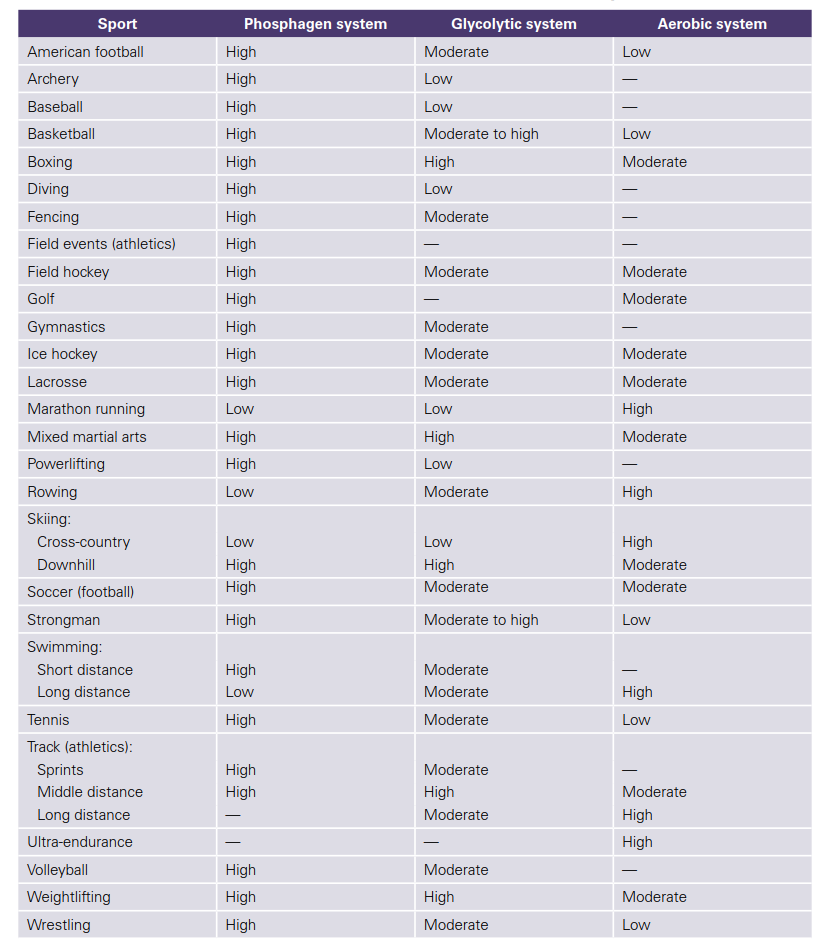 Sport Phosphagen system Glycolytic system Aerobic system
American football High Moderate Low
Archery High Low —
Baseball High Low —
Basketball High Moderate to high Low
Boxing High High Moderate
Diving High Low —
Fencing High Moderate —
Field events (athletics) High — —
Field hockey High Moderate Moderate
Golf High — Moderate
Gymnastics High Moderate —
Ice hockey High Moderate Moderate
Lacrosse High Moderate Moderate
Marathon running Low Low High
Mixed martial arts High High Moderate
Powerlifting High Low —
Rowing Low Moderate High
Skiing:
Cross-country Low Low High
Downhill High High Moderate
Soccer (football) High Moderate Moderate
Strongman High Moderate to high Low
Swimming:
Short distance High Moderate —
Long distance Low Moderate High
Tennis High Moderate Low
Track (athletics):
Sprints High Moderate —
Middle distance High High Moderate
Long distance — Moderate High
Ultra-endurance — — High
Volleyball High Moderate —
Weightlifting High High Moderate
Wrestling High Moderate Low